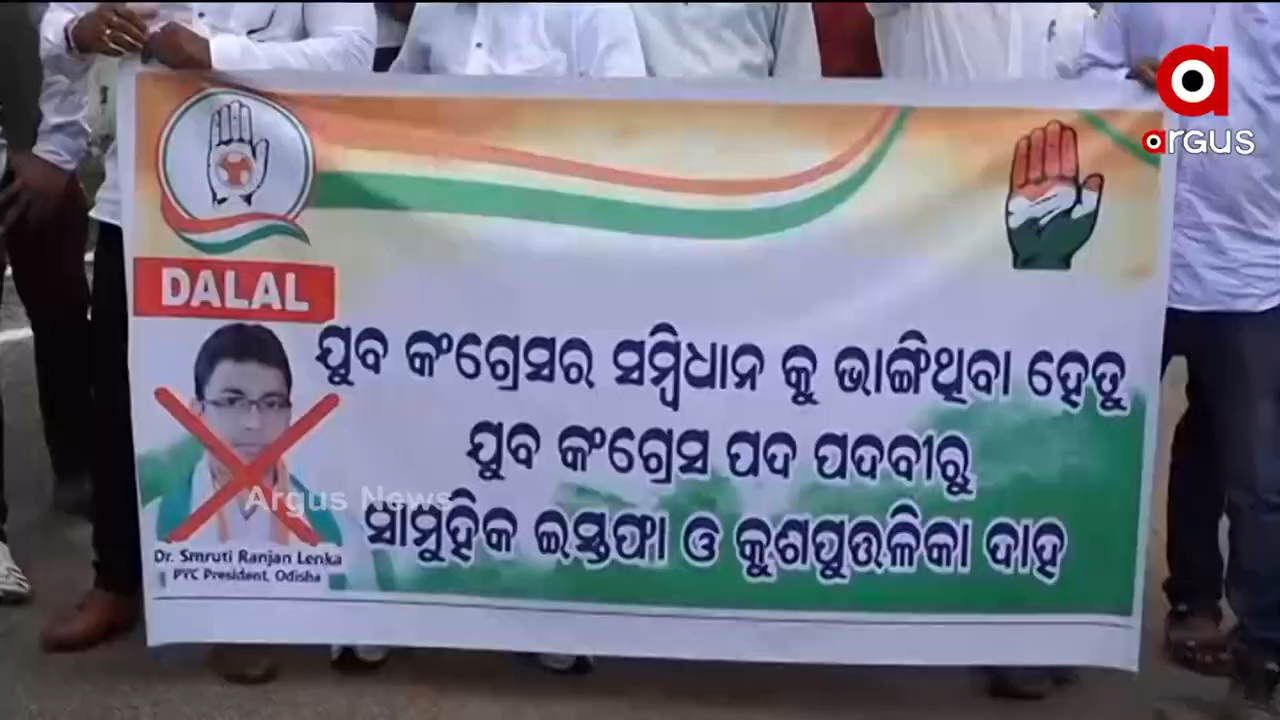 argus
DALAL
ଯୁବ କଂଗ୍ରେସର ସମ୍ବିଧାନ କୁ ଭାଙ୍ଗିଥିବା ହେତୁ
ଯୁବ କଂଗ୍ରେସ ପଦ ପଦବୀରୁ
ସାମୁହିକ ଇସ୍ତଫା ଓ କୁଶପୁତ୍ତଳିକା ଦାହ
Argus News
Dr. Smruti Ranjan Lenka
PYC President, Odisha